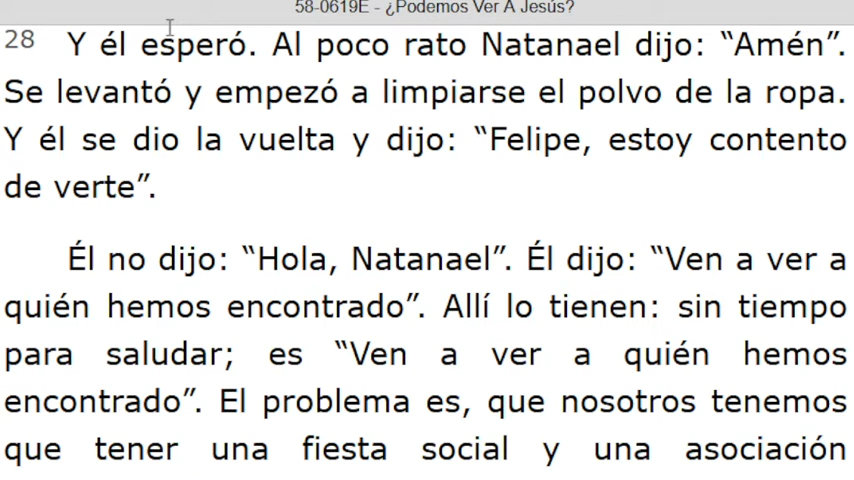 58-0619E - ¿Podemos Ver A Jesús?
28 Y él esperó. Al poco rato Natanael dijo: “Amén”.
Se levantó y empezó a limpiarse el polvo de la ropa.
Y él se dio la vuelta y dijo: “Felipe, estoy contento
de verte”.
Él no dijo: “Hola, Natanael”. Él dijo: “Ven a ver a
quién hemos encontrado”. Allí lo tienen: sin tiempo
para saludar; es “Ven a ver a quién hemos
encontrado”. El problema es, que nosotros tenemos
que tener una fiesta social y una asociación